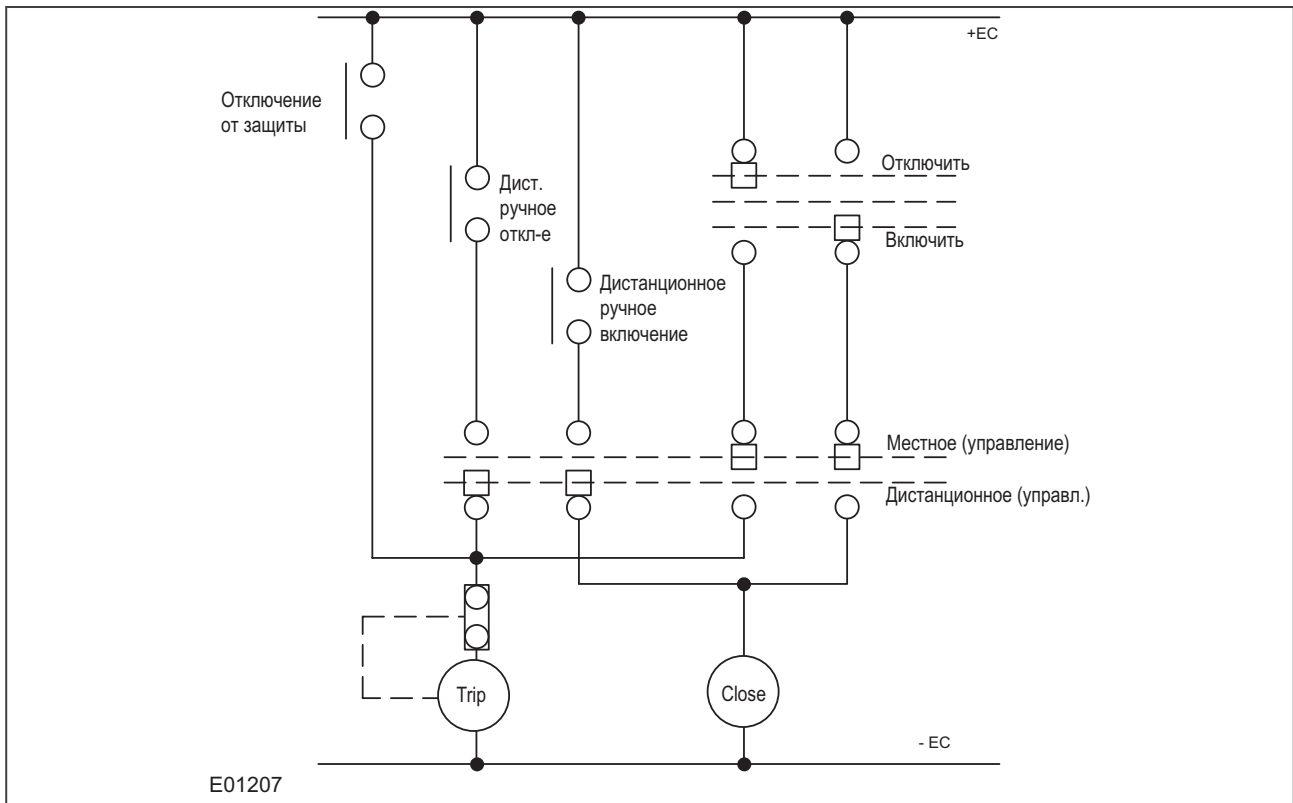 +EC
Отключение
от защиты
Отключить
Дист.
ручное
откл-е
Включить
Дистанционное
ручное
включение
Местное (управление)
Дистанционное (управл.)
Trip
Close
- EC
E01207